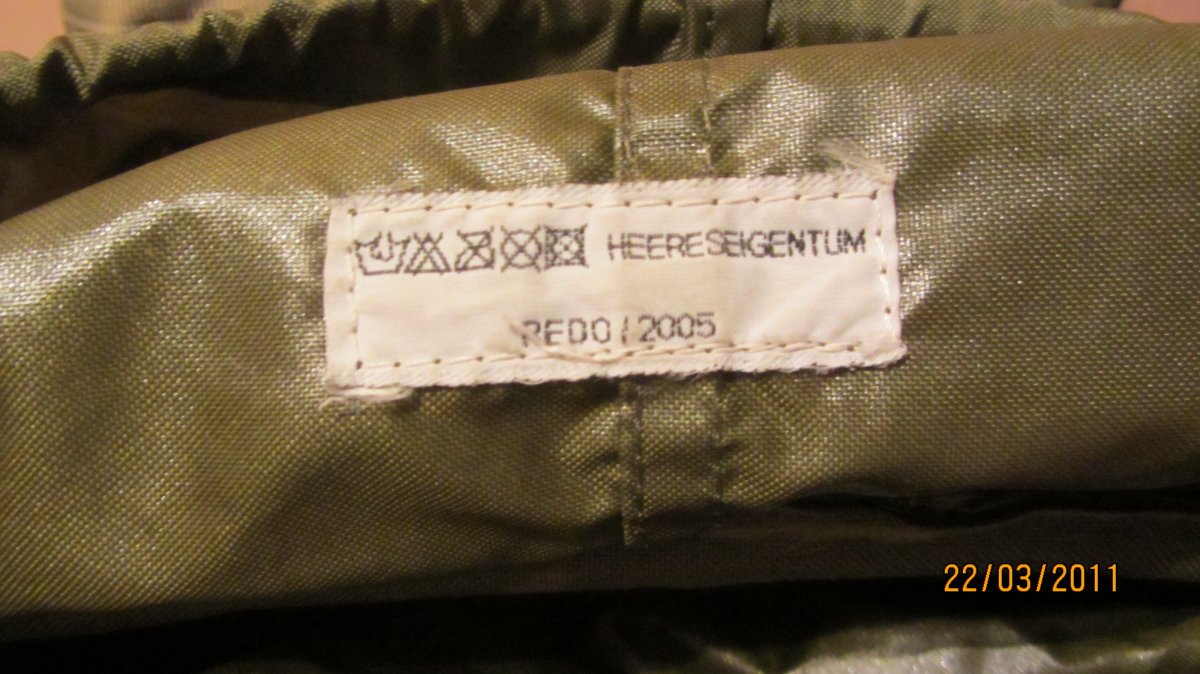 HEERESEIGENTUM
REDO / 2005
22/03/2011